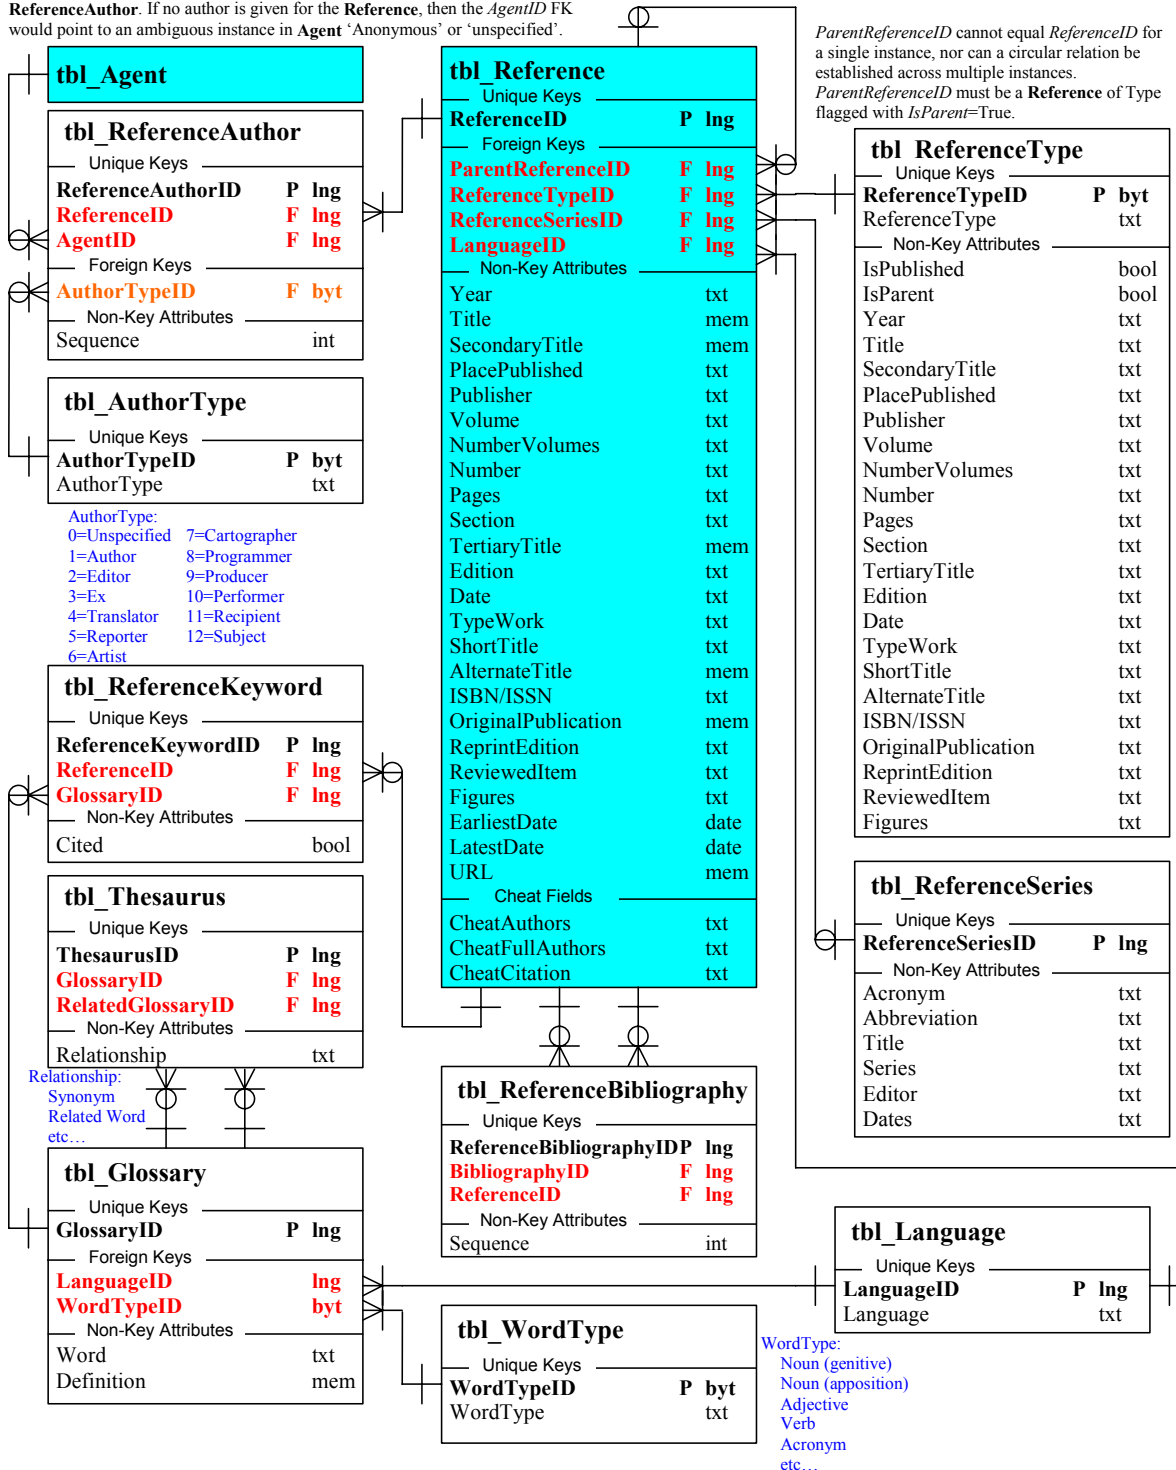 ReferenceAuthor. If no author is given for the Reference, then the AgentID FK
would point to an ambiguous instance in Agent ‘Anonymous’ or ‘unspecified’.
ParentReferenceID cannot equal ReferenceID for
a single instance, nor can a circular relation be
established across multiple instances.
ParentReferenceID must be a Reference of Type
flagged with IsParent=True.
tbl_Agent
tbl_ReferenceAuthor
Unique Keys
ReferenceAuthorID P lng
ReferenceID F lng
AgentID F lng
Foreign Keys
AuthorTypeID F byt
Non-Key Attributes
Sequence int
tbl_AuthorType
Unique Keys
AuthorTypeID P byt
AuthorType txt
AuthorType:
0=Unspecified 7=Cartographer
1=Author 8=Programmer
2=Editor 9=Producer
3=Ex 10=Performer
4=Translator 11=Recipient
5=Reporter 12=Subject
6=Artist
tbl_ReferenceKeyword
Unique Keys
ReferenceKeywordID P lng
ReferenceID F lng
GlossaryID F lng
Non-Key Attributes
Cited bool
tbl_Thesaurus
Unique Keys
ThesaurusID P lng
GlossaryID F lng
RelatedGlossaryID F lng
Non-Key Attributes
Relationship txt
Relationship:
Synonym
Related Word
etc…
tbl_Glossary
Unique Keys
GlossaryID P lng
Foreign Keys
LanguageID lng
WordTypeID byt
Non-Key Attributes
Word txt
Definition mem
tbl_Reference
Unique Keys
ReferenceID P lng
Foreign Keys
ParentReferenceID F lng
ReferenceTypeID F lng
ReferenceSeriesID F lng
LanguageID F lng
Non-Key Attributes
Year txt
Title mem
SecondaryTitle mem
PlacePublished txt
Publisher txt
Volume txt
NumberVolumes txt
Number txt
Pages txt
Section txt
TertiaryTitle mem
Edition txt
Date txt
TypeWork txt
ShortTitle txt
AlternateTitle mem
ISBN/ISSN txt
OriginalPublication mem
ReprintEdition txt
ReviewedItem txt
Figures txt
EarliestDate date
LatestDate date
URL mem
Cheat Fields
CheatAuthors txt
CheatFullAuthors txt
CheatCitation txt
tbl_ReferenceBibliography
Unique Keys
ReferenceBibliographyID P lng
BibliographyID F lng
ReferenceID F lng
Non-Key Attributes
Sequence int
tbl_WordType
Unique Keys
WordTypeID P byt
WordType txt
WordType:
Noun (genitive)
Noun (apposition)
Adjective
Verb
Acronym
etc…
tbl_ReferenceType
Unique Keys
ReferenceTypeID P byt
ReferenceType txt
Non-Key Attributes
IsPublished bool
IsParent bool
Year txt
Title txt
SecondaryTitle txt
PlacePublished txt
Publisher txt
Volume txt
NumberVolumes txt
Number txt
Pages txt
Section txt
TertiaryTitle txt
Edition txt
Date txt
TypeWork txt
ShortTitle txt
AlternateTitle txt
ISBN/ISSN txt
OriginalPublication txt
ReprintEdition txt
ReviewedItem txt
Figures txt
tbl_ReferenceSeries
Unique Keys
ReferenceSeriesID P lng
Non-Key Attributes
Acronym txt
Abbreviation txt
Title txt
Series txt
Editor txt
Dates txt
tbl_Language
Unique Keys
LanguageID P lng
Language txt